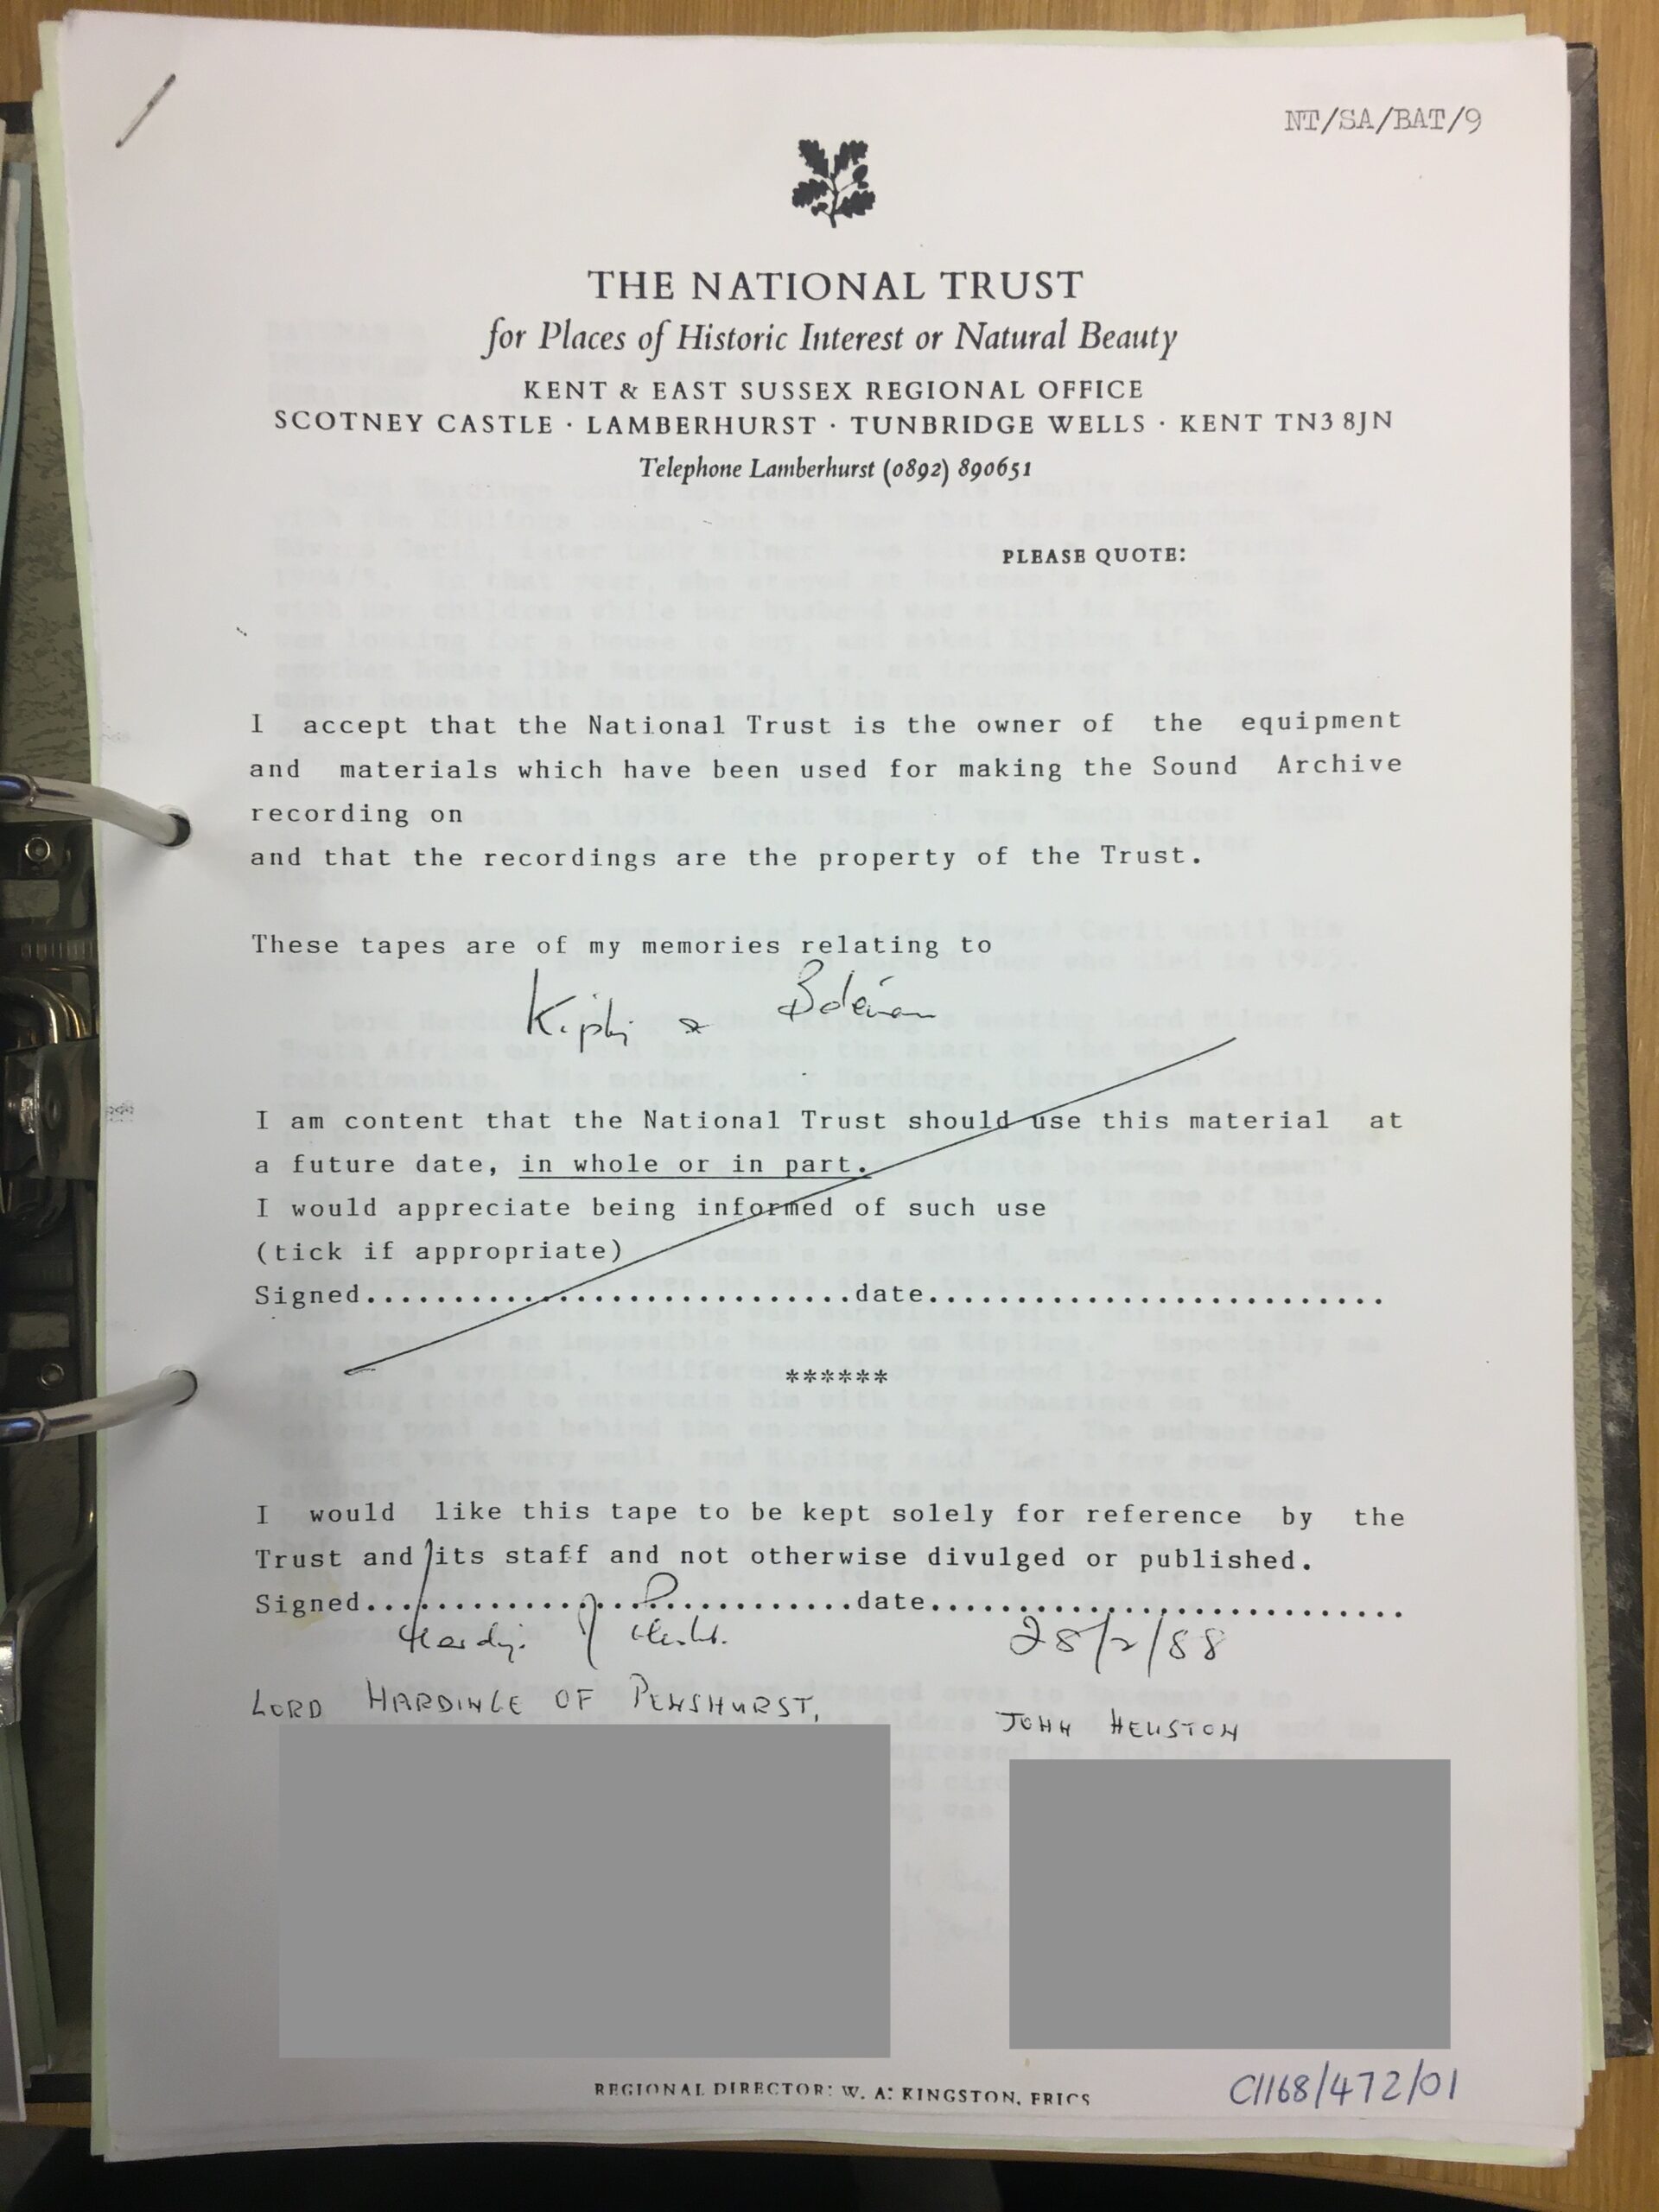 NT/SA/BAT/9
THE NATIONAL TRUST
for Places of Historic Interest or Natural Beauty
KENT & EAST SUSSEX REGIONAL OFFICE
SCOTNEY CASTLE · LAMBERHURST · TUNBRIDGE WELLS · KENT TN3 8JN
Telephone Lamberhurst (0892) 890651
PLEASE QUOTE:
I accept that the National Trust is the owner of the equipment
and materials which have been used for making the Sound Archive
recording on
and that the recordings are the property of the Trust.
These tapes are of my memories relating to
I am content that the National Trust should use this material at
a future date, in whole or in part.
I would appreciate being informed of such use
(tick if appropriate)
Signed...........................date..........................
******
I would like this tape to be kept solely for reference by the
Trust and its staff and not otherwise divulged or published.
Signed...........................date...........................
28/2/88
LORD HARDINGE OF PENSHURST,
JOHN HEUSTON
REGIONAL DIRECTOR: W. A. KINGSTON, FRICS
C1168/472/01